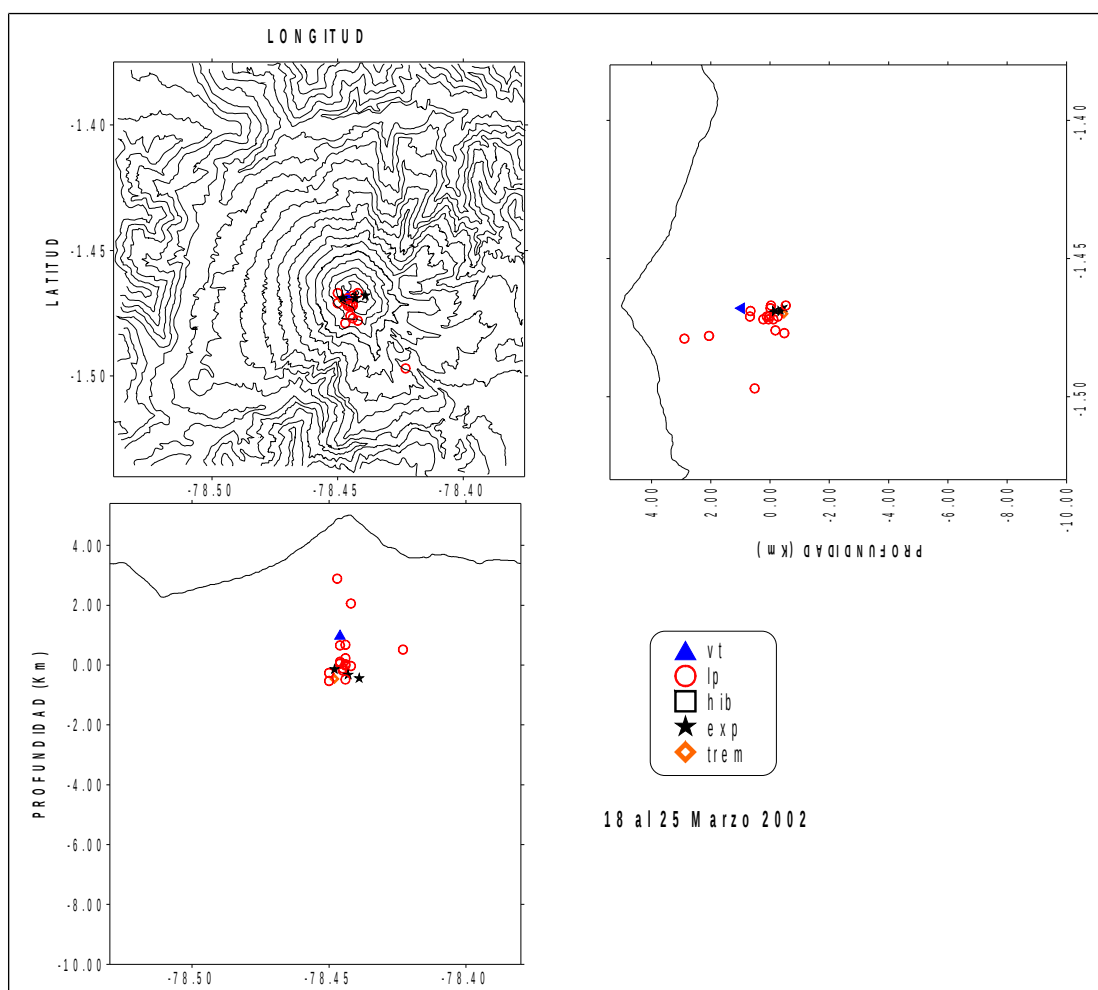 LONGITUD
LATITUD
-1.40
-1.45
-1.50
-78.50
-78.45
-78.40
-1.40
-1.45
-1.50
4.00
2.00
0.00
-2.00
-4.00
-6.00
-8.00
-10.00
PROFUNDIDAD (Km)
PROFUNDIDAD (Km)
4.00
2.00
0.00
-2.00
-4.00
-6.00
-8.00
-10.00
-78.50
-78.45
-78.40
vt
lp
hib
exp
trem
18 al 25 Marzo 2002